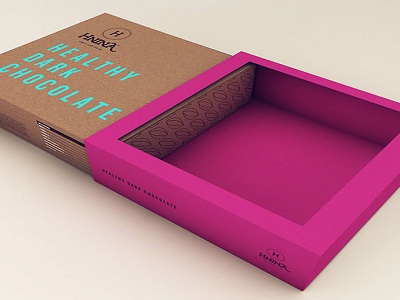 H
HNINA
HEALTHY
DARK
CHOCOLATE
HEALTHY DARK CHOCOLATE
H
HNINA